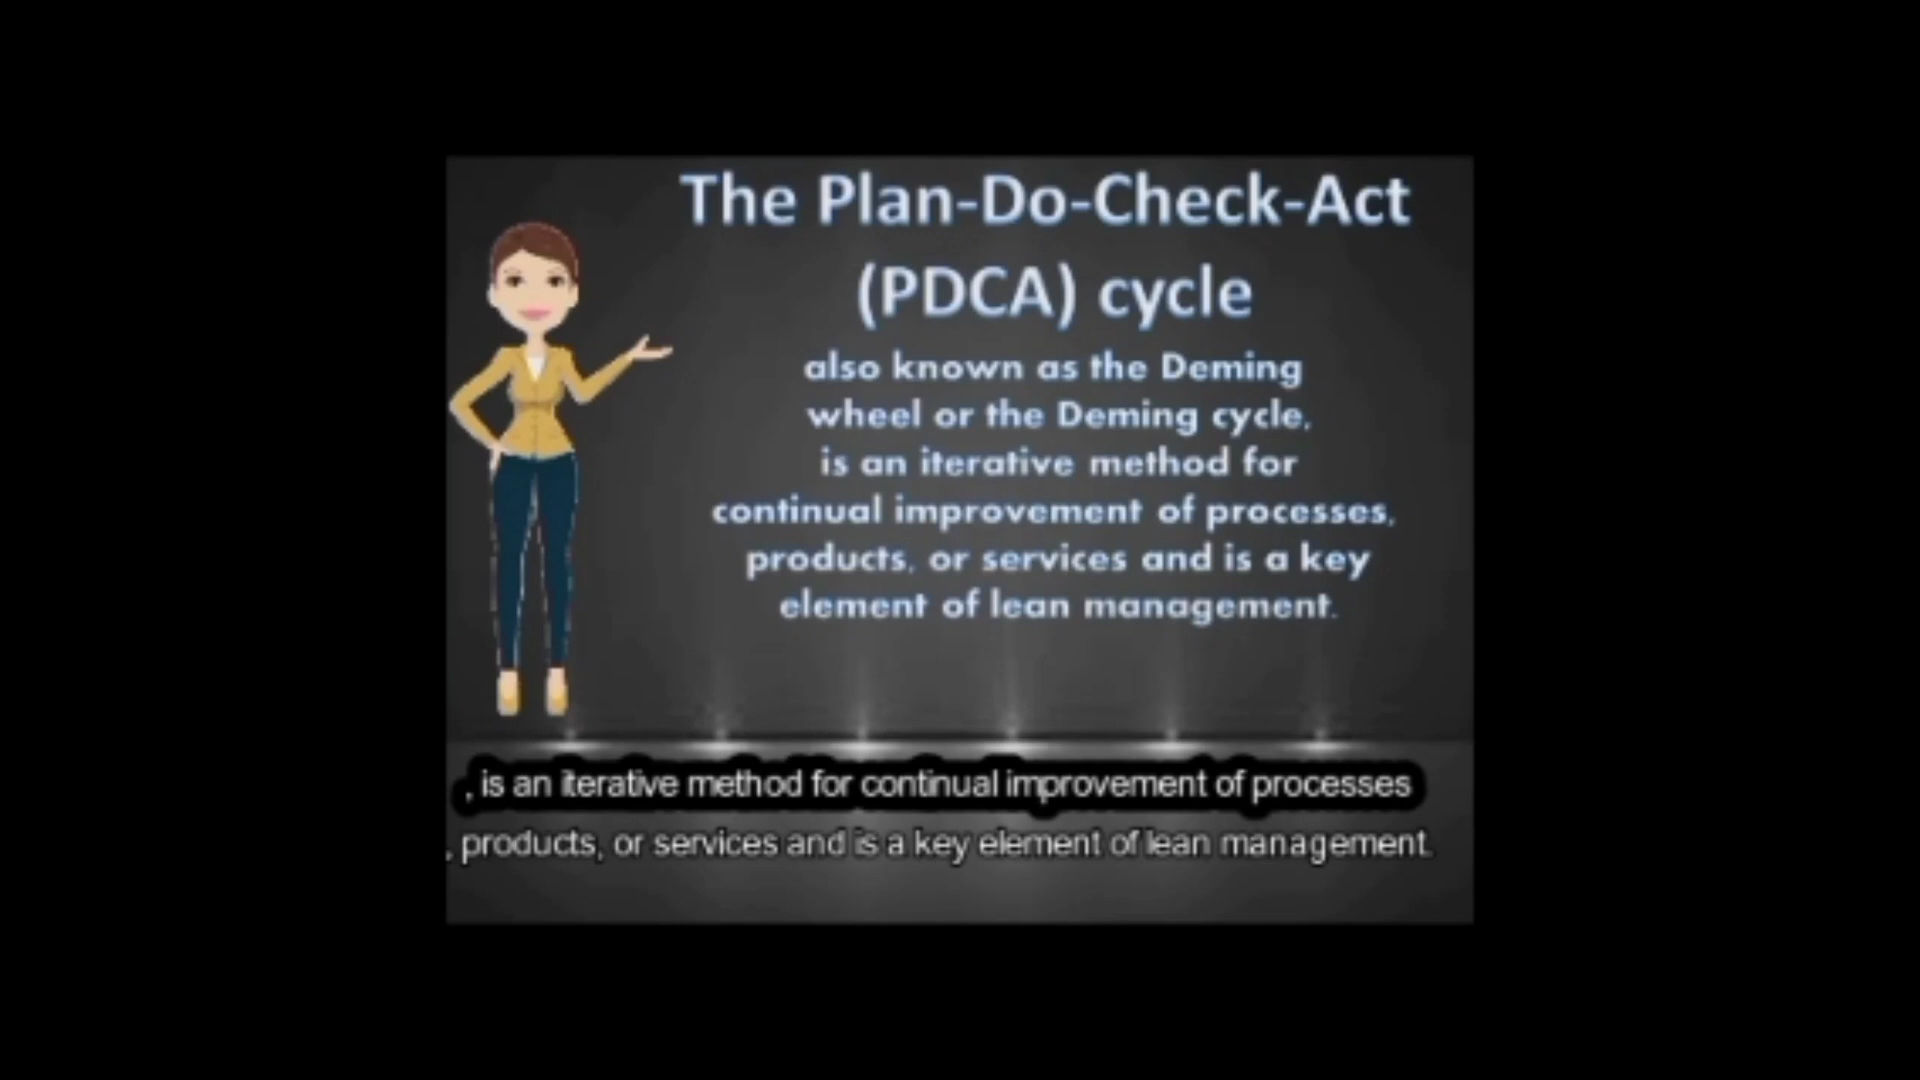 The Plan-Do-Check-Act
(PDCA) cycle
also known as the Deming
wheel or the Deming cycle,
is an iterative method for
continual improvement of processes,
products, or services and is a key
element of lean management.
, is an iterative method for continual improvement of processes
, products, or services and is a key element of lean management.